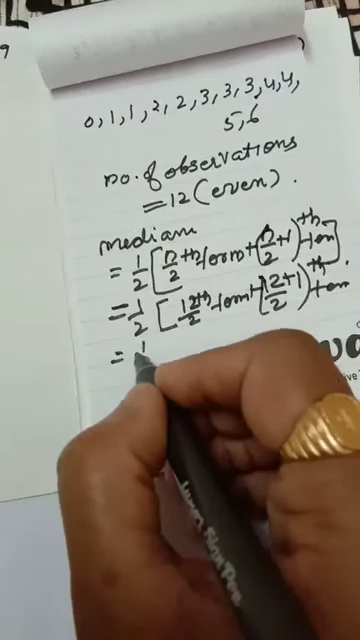 9
0,1,1,2,2,3,3,3,4,4,
5,6
no. of observations
=12 (even).
median
= 1/2 [n/2 th term + (n/2 + 1)th term]
= 1/2 [12/2 th term + (12/2 + 1)th term
= 1